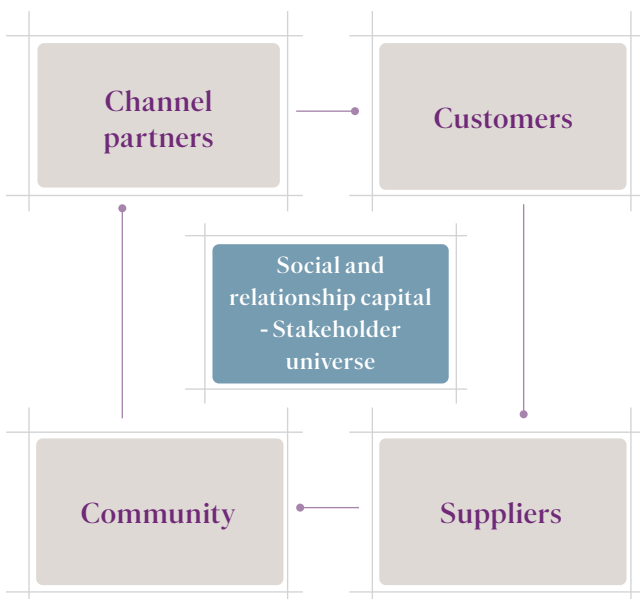 Channel
partners
Customers
Social and
relationship capital
- Stakeholder
universe
Community
Suppliers